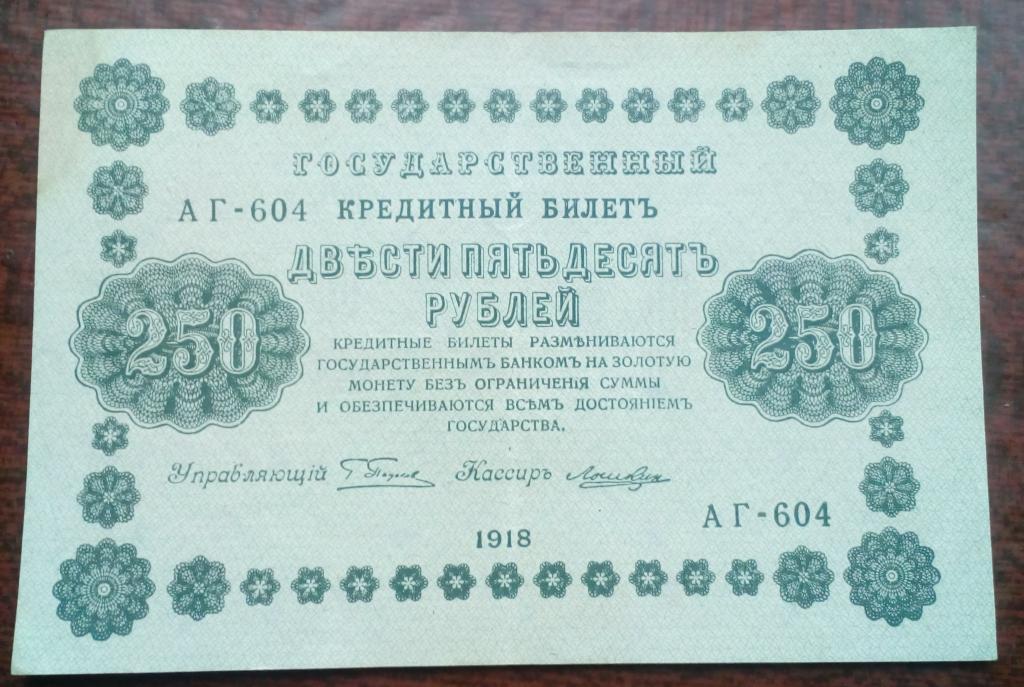 ГОСУДАРСТВЕННЫЙ
АГ-604 КРЕДИТНЫЙ БИЛЕТЪ
ДВѢСТИ ПЯТЬДЕСЯТЪ
РУБЛЕЙ
250
250
КРЕДИТНЫЕ БИЛЕТЫ РАЗМѢНИВАЮТСЯ
ГОСУДАРСТВЕННЫМЪ БАНКОМЪ НА ЗОЛОТУЮ
МОНЕТУ БЕЗЪ ОГРАНИЧЕНІЯ СУММЫ
И ОБЕЗПЕЧИВАЮТСЯ ВСѢМЪ ДОСТОЯНІЕМЪ
ГОСУДАРСТВА.
Управляющій Кассиръ
АГ-604
1918